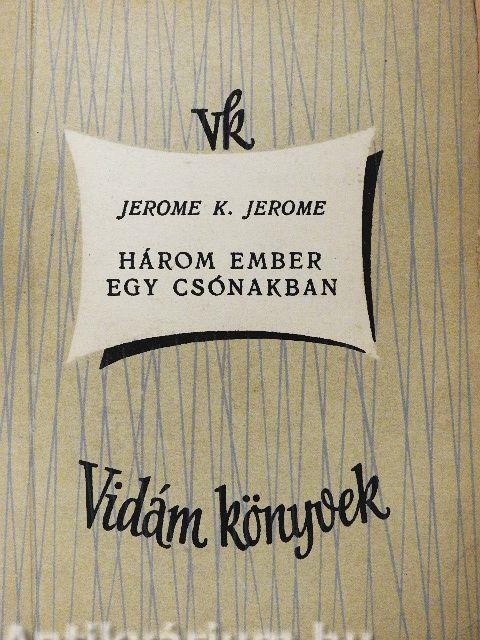 vk
JEROME K. JEROME
HÁROM EMBER
EGY CSÓNAKBAN
Vidám könyvek